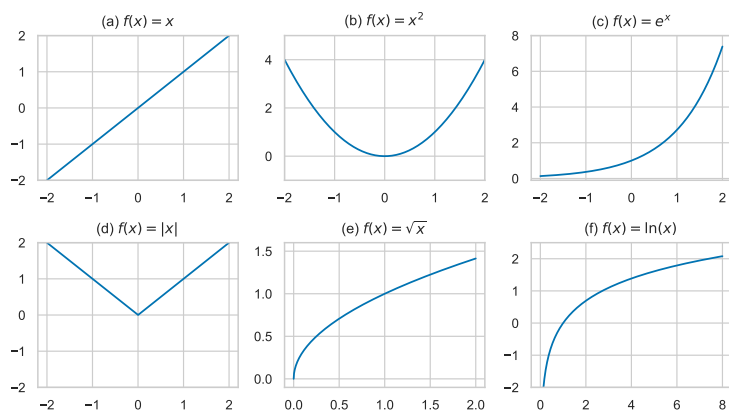 (a) f(x) = x
2
1
0
−1
−2
−2 −1 0 1 2
(b) f(x) = x²
4
2
0
−2 −1 0 1 2
(c) f(x) = eˣ
8
6
4
2
0
−2 −1 0 1 2
(d) f(x) = |x|
2
1
0
−1
−2
−2 −1 0 1 2
(e) f(x) = √x
1.5
1.0
0.5
0.0
0.0 0.5 1.0 1.5 2.0
(f) f(x) = ln(x)
2
1
0
−1
−2
0 2 4 6 8